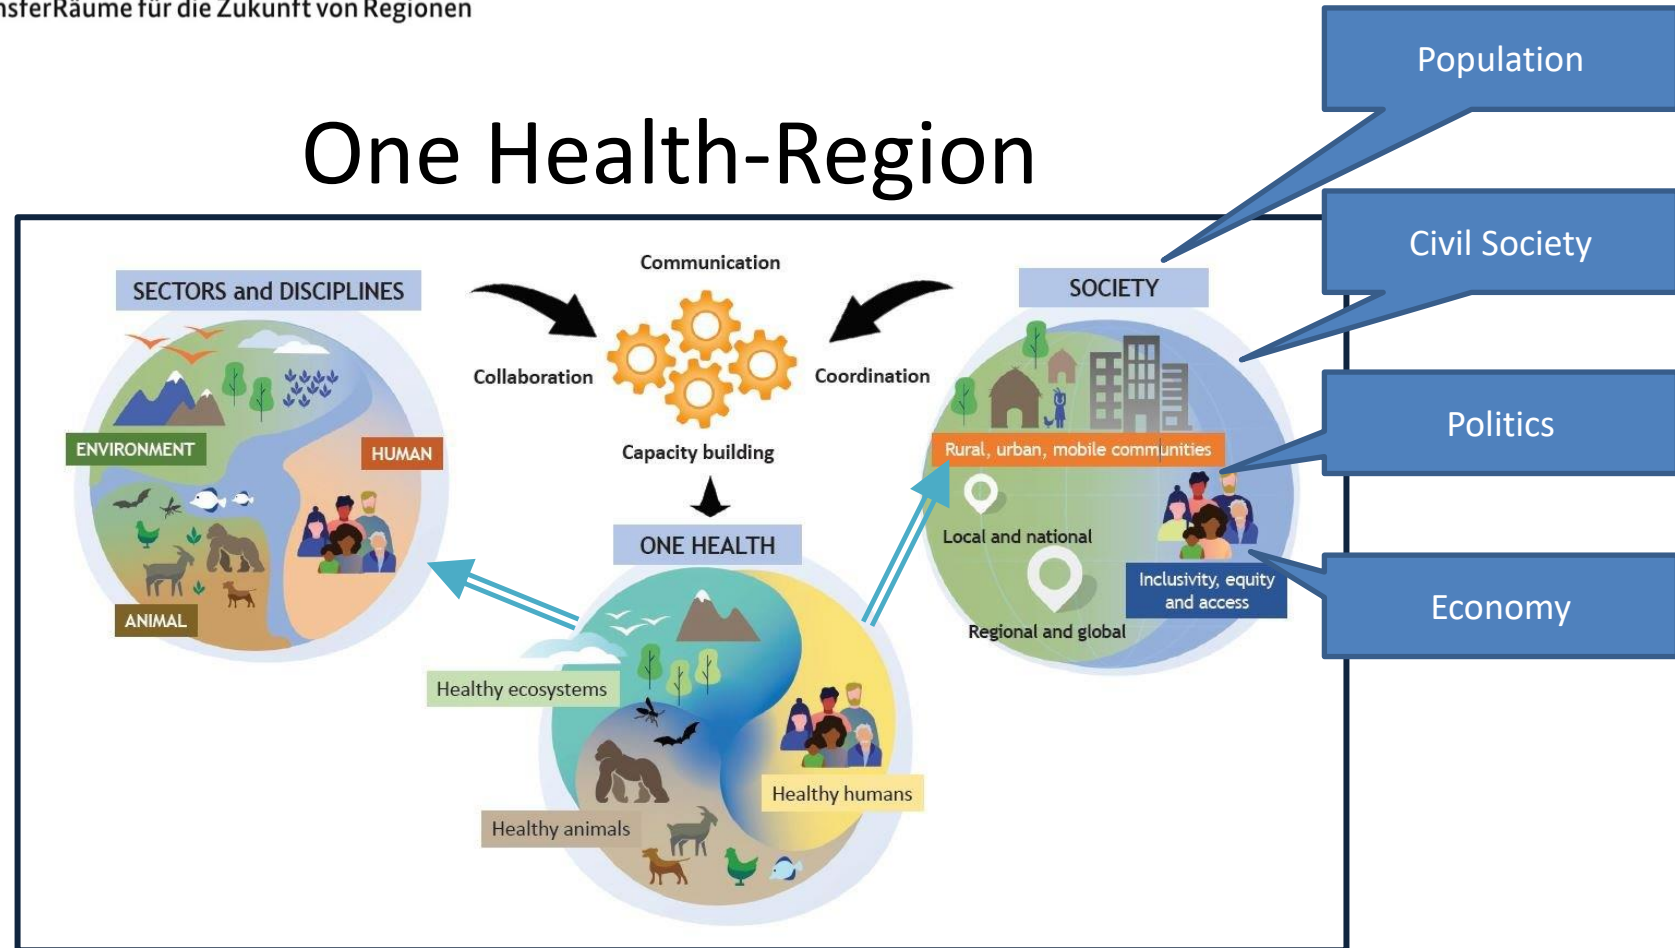 für die Zukunft von Regionen
One Health-Region
Population
Civil Society
Politics
Economy
SECTORS and DISCIPLINES
ENVIRONMENT
HUMAN
ANIMAL
Communication
Collaboration
Coordination
Capacity building
SOCIETY
Rural, urban, mobile communities
Local and national
Regional and global
Inclusivity, equity
and access
ONE HEALTH
Healthy ecosystems
Healthy animals
Healthy humans